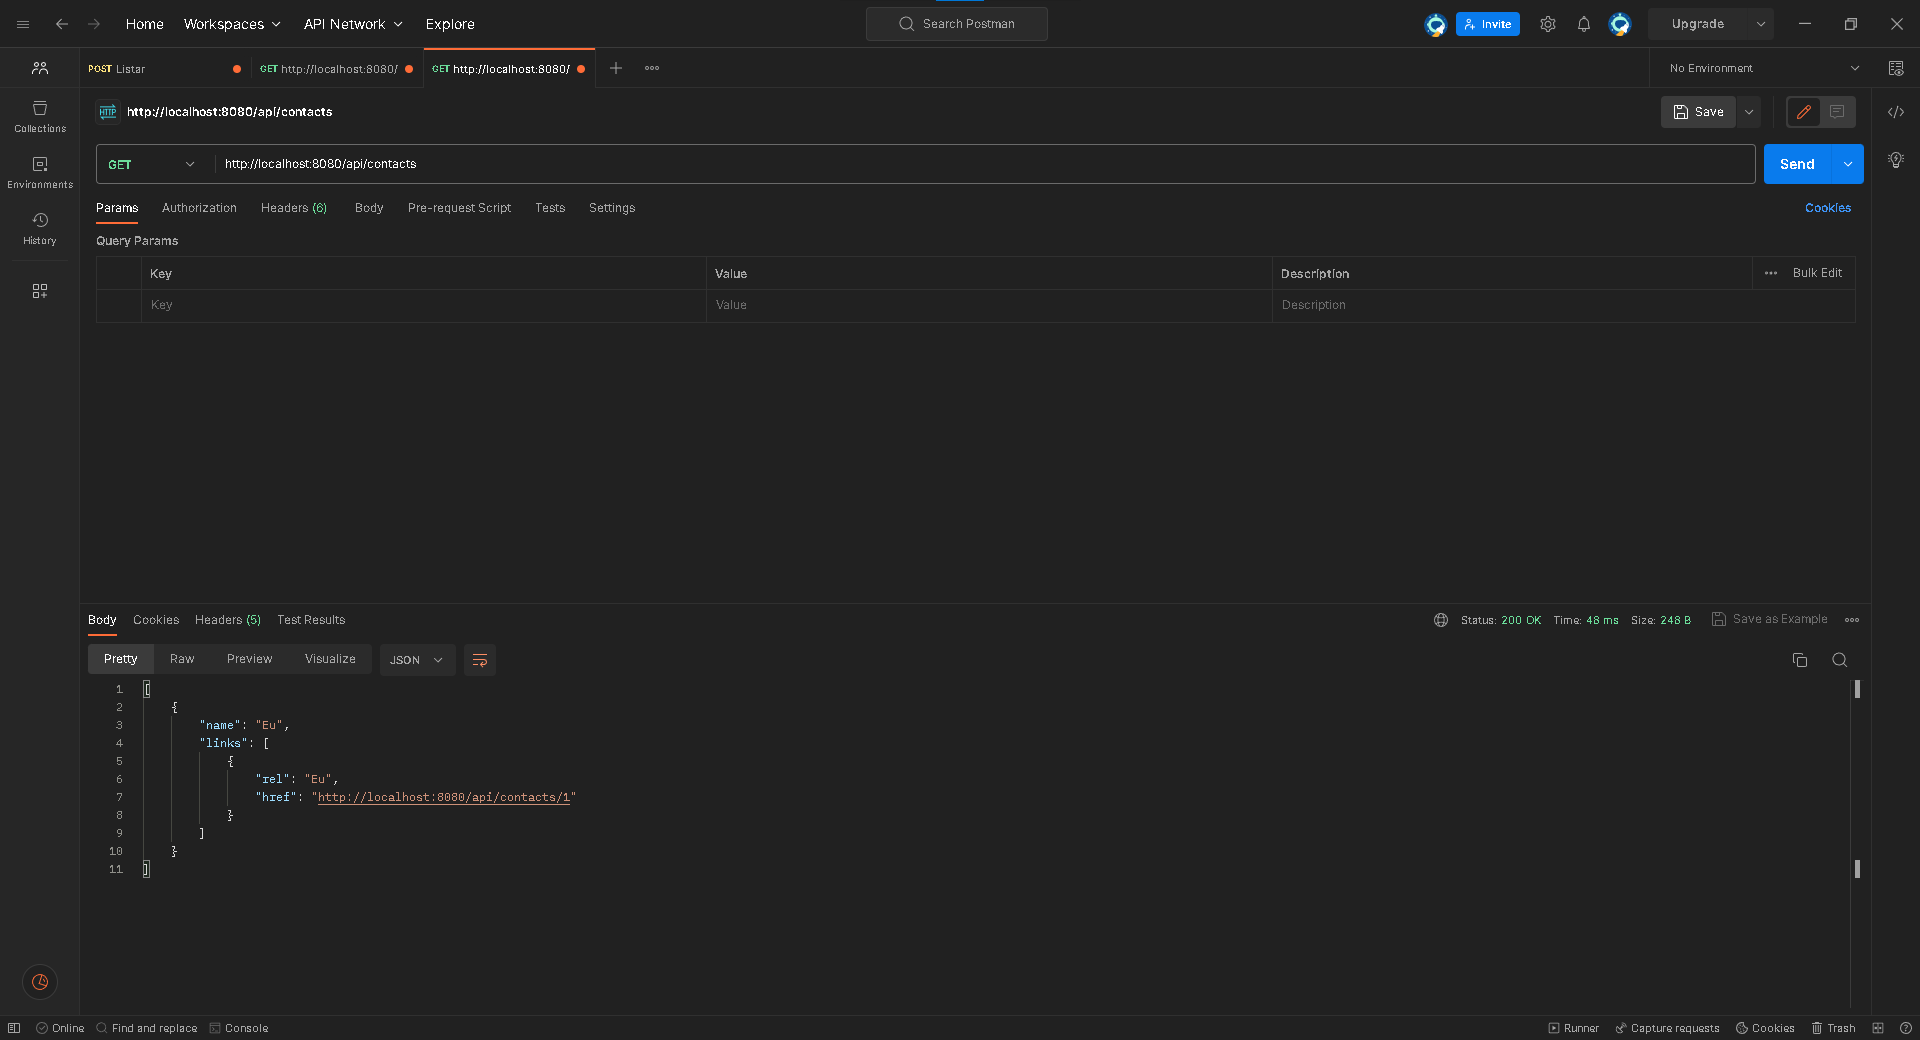 Home Workspaces API Network Explore Search Postman Invite Upgrade
POST Listar GET http://localhost:8080/ GET http://localhost:8080/ No Environment
Collections
Environments
History
HTTP http://localhost:8080/api/contacts Save
GET http://localhost:8080/api/contacts Send
Params Authorization Headers (6) Body Pre-request Script Tests Settings Cookies
Query Params
Key Value Description Bulk Edit
Key Value Description
Body Cookies Headers (5) Test Results Status: 200 OK Time: 48 ms Size: 248 B Save as Example
Pretty Raw Preview Visualize JSON
1 [
2 {
3 "name": "Eu",
4 "links": [
5 {
6 "rel": "Eu",
7 "href": "http://localhost:8080/api/contacts/1"
8 }
9 ]
10 }
11 ]
Online Find and replace Console Runner Capture requests Cookies Trash